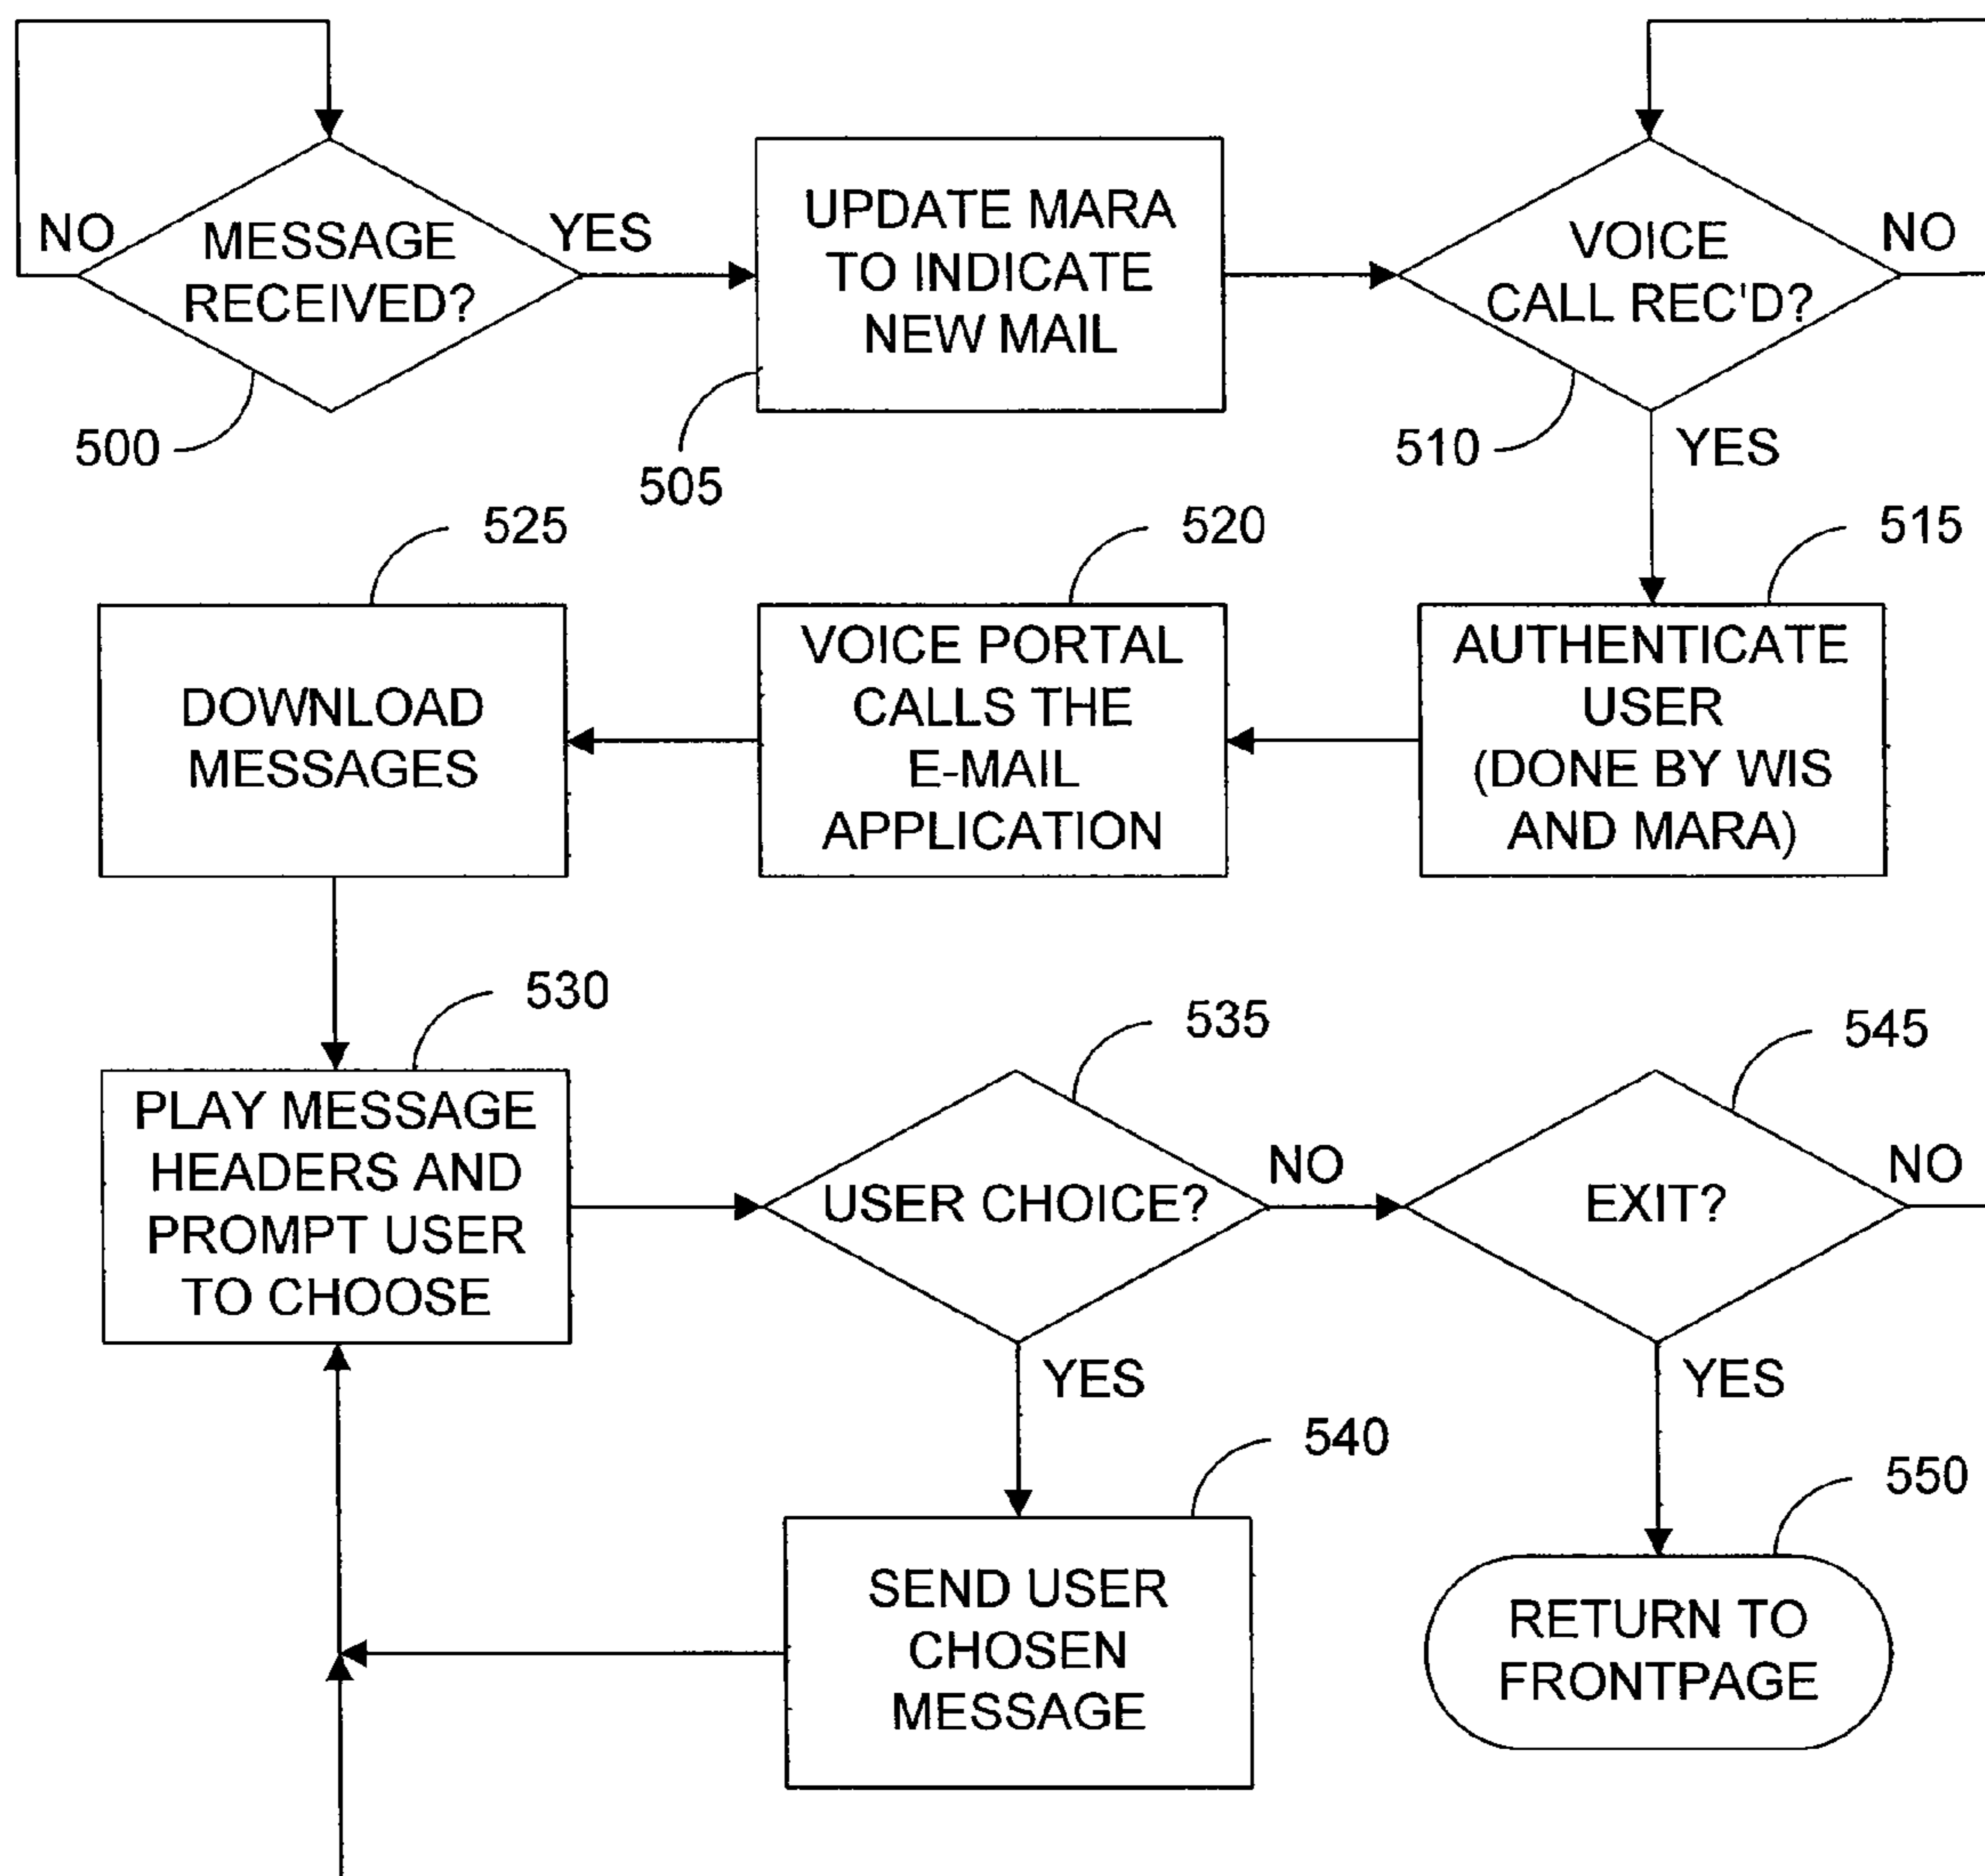 NO
MESSAGE
RECEIVED?
YES
500
UPDATE MARA
TO INDICATE
NEW MAIL
505
VOICE
CALL REC'D?
NO
510
YES
515
AUTHENTICATE
USER
(DONE BY WIS
AND MARA)
520
VOICE PORTAL
CALLS THE
E-MAIL
APPLICATION
525
DOWNLOAD
MESSAGES
530
PLAY MESSAGE
HEADERS AND
PROMPT USER
TO CHOOSE
535
USER CHOICE?
NO
YES
545
EXIT?
NO
YES
540
SEND USER
CHOSEN
MESSAGE
550
RETURN TO
FRONTPAGE